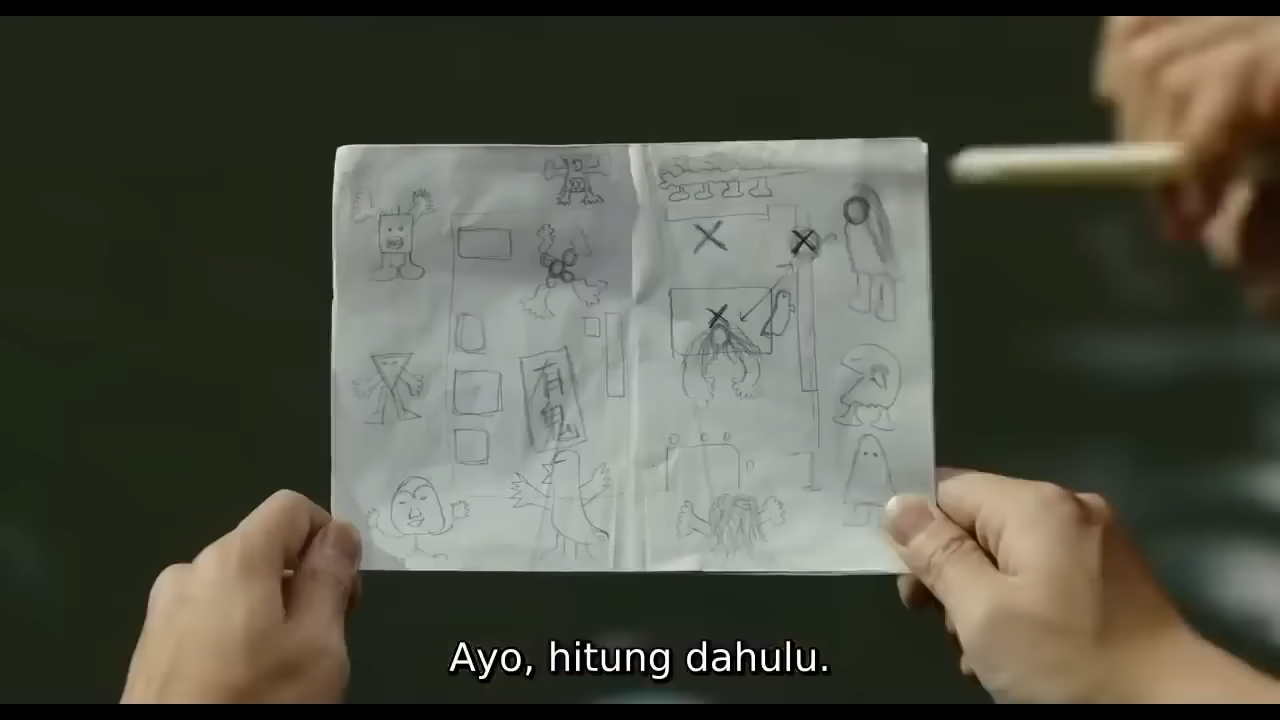 有
鬼
Ayo, hitung dahulu.